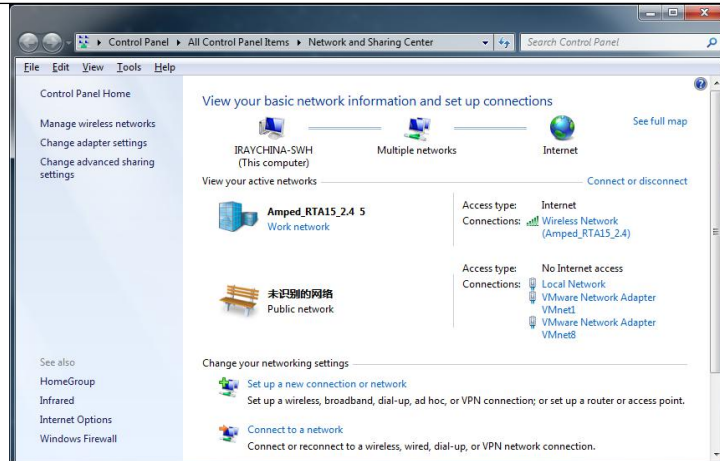 Control Panel ▸ All Control Panel Items ▸ Network and Sharing Center
Search Control Panel
File Edit View Tools Help
Control Panel Home
Manage wireless networks
Change adapter settings
Change advanced sharing
settings
See also
HomeGroup
Infrared
Internet Options
Windows Firewall
View your basic network information and set up connections
See full map
IRAYCHINA-SWH
(This computer)
Multiple networks
Internet
View your active networks
Connect or disconnect
Amped_RTA15_2.4 5
Work network
Access type: Internet
Connections: Wireless Network
(Amped_RTA15_2.4)
未识别的网络
Public network
Access type: No Internet access
Connections: Local Network
VMware Network Adapter
VMnet1
VMware Network Adapter
VMnet8
Change your networking settings
Set up a new connection or network
Set up a wireless, broadband, dial-up, ad hoc, or VPN connection; or set up a router or access point.
Connect to a network
Connect or reconnect to a wireless, wired, dial-up, or VPN network connection.